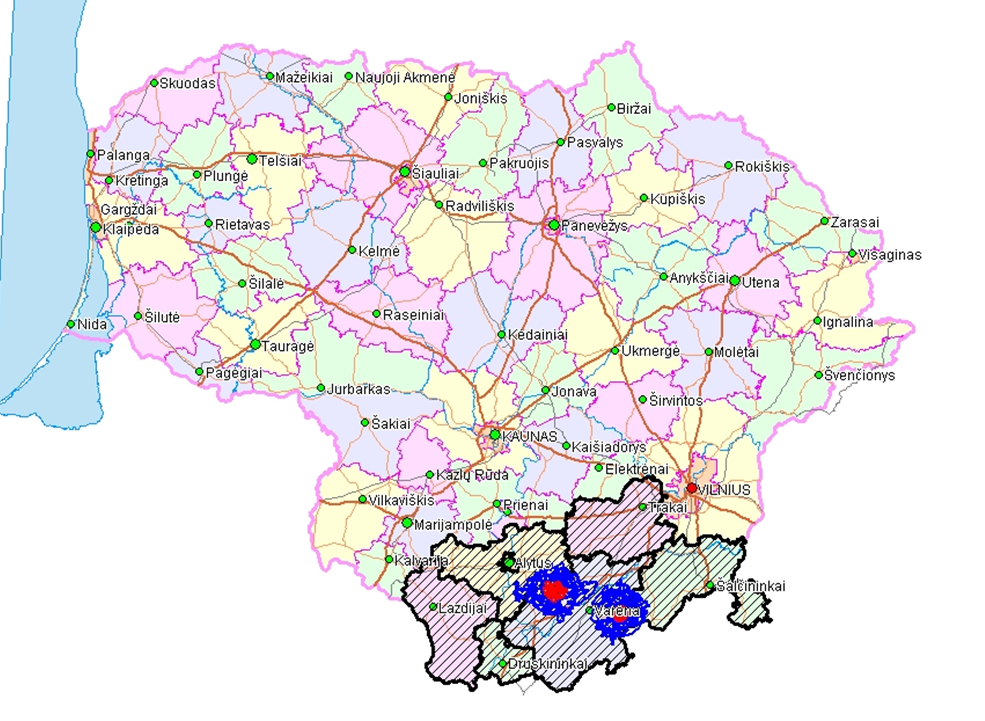 Skuodas
Mažeikiai
Naujoji Akmenė
Joniškis
Biržai
Palanga
Kretinga
Plungė
Telšiai
Šiauliai
Pakruojis
Pasvalys
Rokiškis
Gargždai
Klaipėda
Rietavas
Radviliškis
Panevėžys
Kupiškis
Zarasai
Kelmė
Visaginas
Šilalė
Anykščiai
Utena
Nida
Šilutė
Raseiniai
Kėdainiai
Ignalina
Tauragė
Ukmergė
Molėtai
Pagėgiai
Jurbarkas
Jonava
Širvintos
Švenčionys
Šakiai
KAUNAS
Kaišiadorys
Kazlų Rūda
Elektrėnai
Vilkaviškis
Prienai
VILNIUS
Marijampolė
Trakai
Kalvarija
Alytus
Šalčininkai
Lazdijai
Varėna
Druskininkai